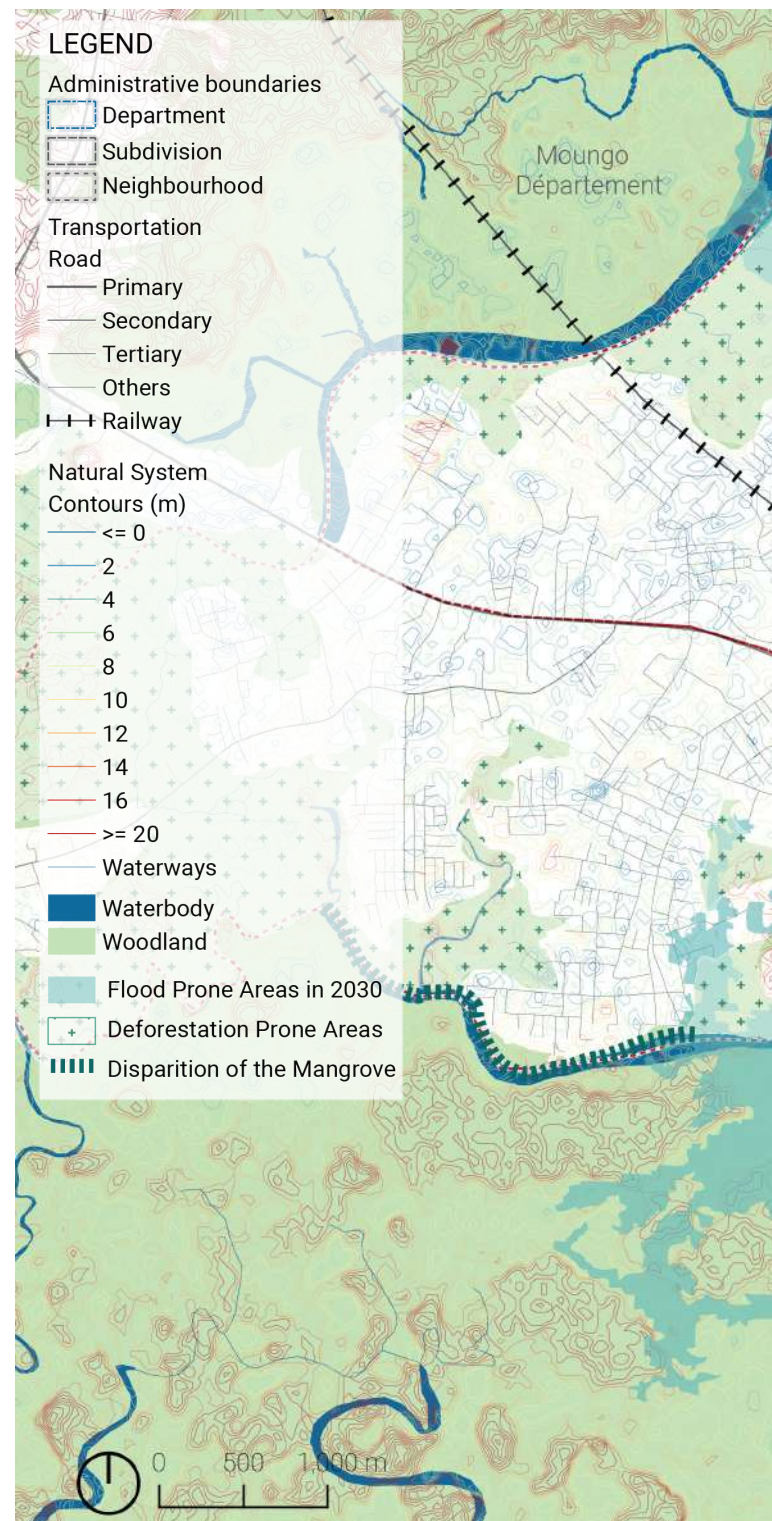 LEGEND
Administrative boundaries
Department
Subdivision
Neighbourhood
Transportation
Road
Primary
Secondary
Tertiary
Others
Railway
Natural System
Contours (m)
<= 0
2
4
6
8
10
12
14
16
>= 20
Waterways
Waterbody
Woodland
Flood Prone Areas in 2030
Deforestation Prone Areas
Disparition of the Mangrove
Moungo
Département
0 500 1,000 m